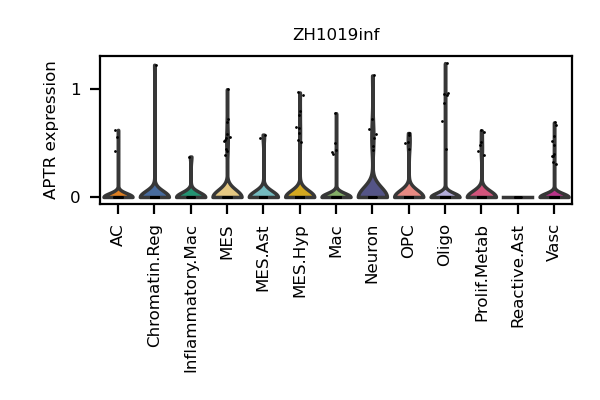 ZH1019inf
APTR expression
1
0
AC
Chromatin.Reg
Inflammatory.Mac
MES
MES.Ast
MES.Hyp
Mac
Neuron
OPC
Oligo
Prolif.Metab
Reactive.Ast
Vasc